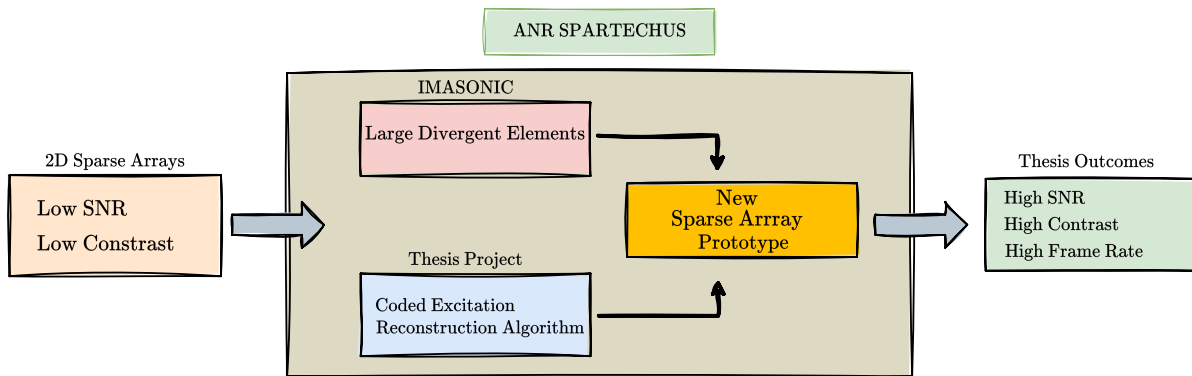 ANR SPARTECHUS
IMASONIC
Large Divergent Elements
2D Sparse Arrays
Low SNR
Low Constrast
New
Sparse Arrray
Prototype
Thesis Project
Coded Excitation
Reconstruction Algorithm
Thesis Outcomes
High SNR
High Contrast
High Frame Rate